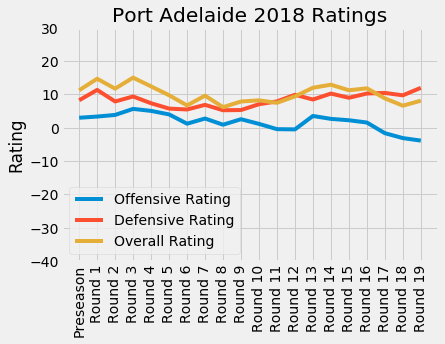 Port Adelaide 2018 Ratings
Rating
30
20
10
0
−10
−20
−30
−40
Offensive Rating
Defensive Rating
Overall Rating
Preseason
Round 1
Round 2
Round 3
Round 4
Round 5
Round 6
Round 7
Round 8
Round 9
Round 10
Round 11
Round 12
Round 13
Round 14
Round 15
Round 16
Round 17
Round 18
Round 19